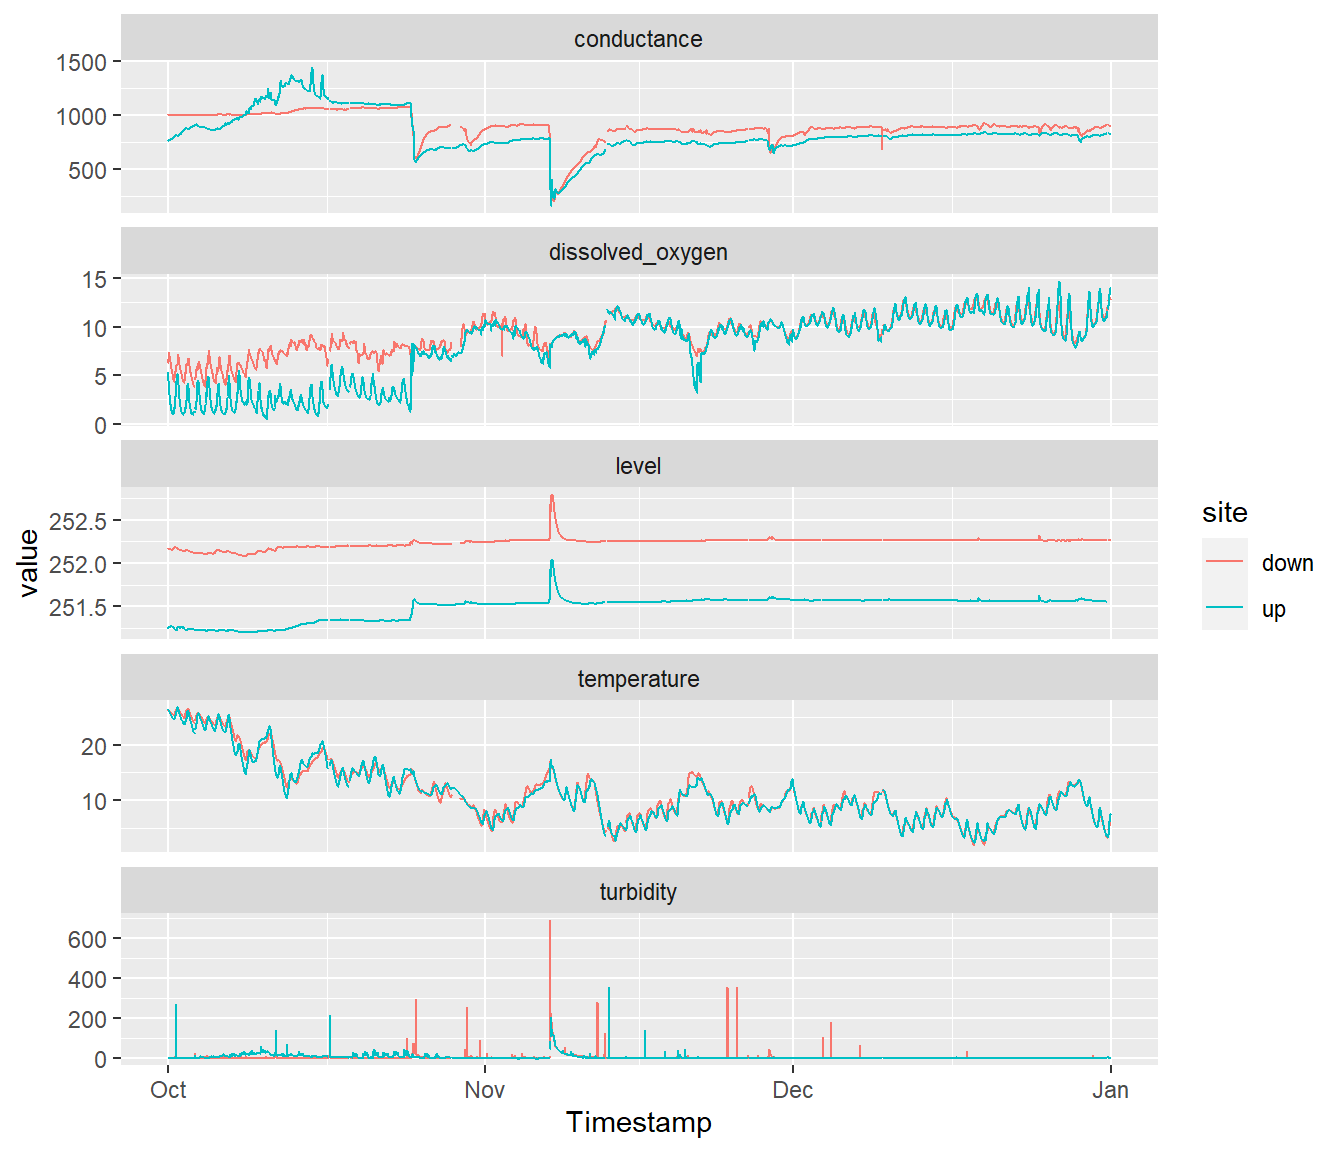 conductance
1500
1000
500
dissolved_oxygen
15
10
5
0
level
252.5
252.0
251.5
temperature
20
10
turbidity
600
400
200
0
Oct
Nov
Dec
Jan
Timestamp
value
site
down
up